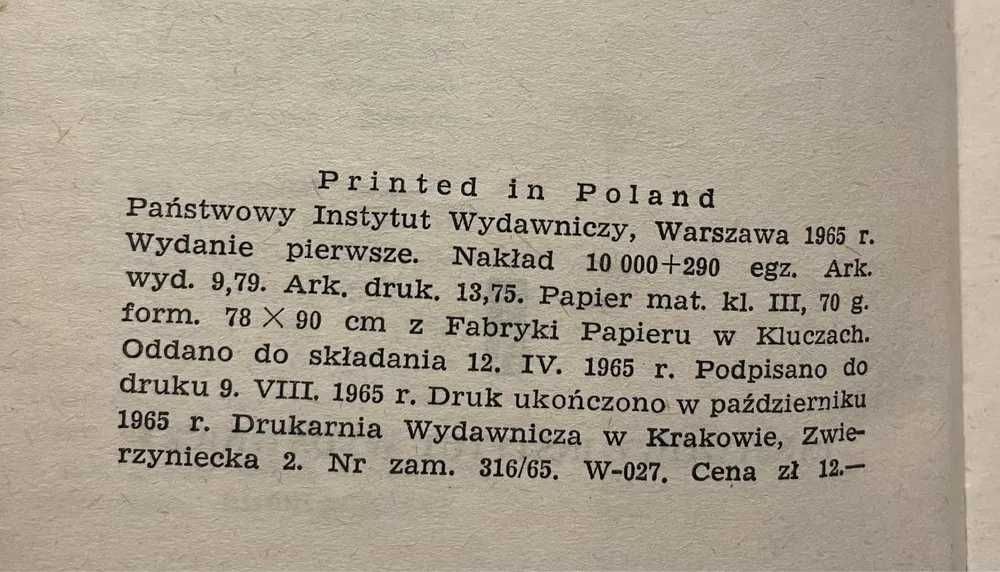 Printed in Poland
Państwowy Instytut Wydawniczy, Warszawa 1965 r.
Wydanie pierwsze. Nakład 10 000+290 egz. Ark.
wyd. 9,79. Ark. druk. 13,75. Papier mat. kl. III, 70 g.
form. 78 × 90 cm z Fabryki Papieru w Kluczach.
Oddano do składania 12. IV. 1965 r. Podpisano do
druku 9. VIII. 1965 r. Druk ukończono w październiku
1965 r. Drukarnia Wydawnicza w Krakowie, Zwie-
rzyniecka 2. Nr zam. 316/65. W-027. Cena zł 12.—